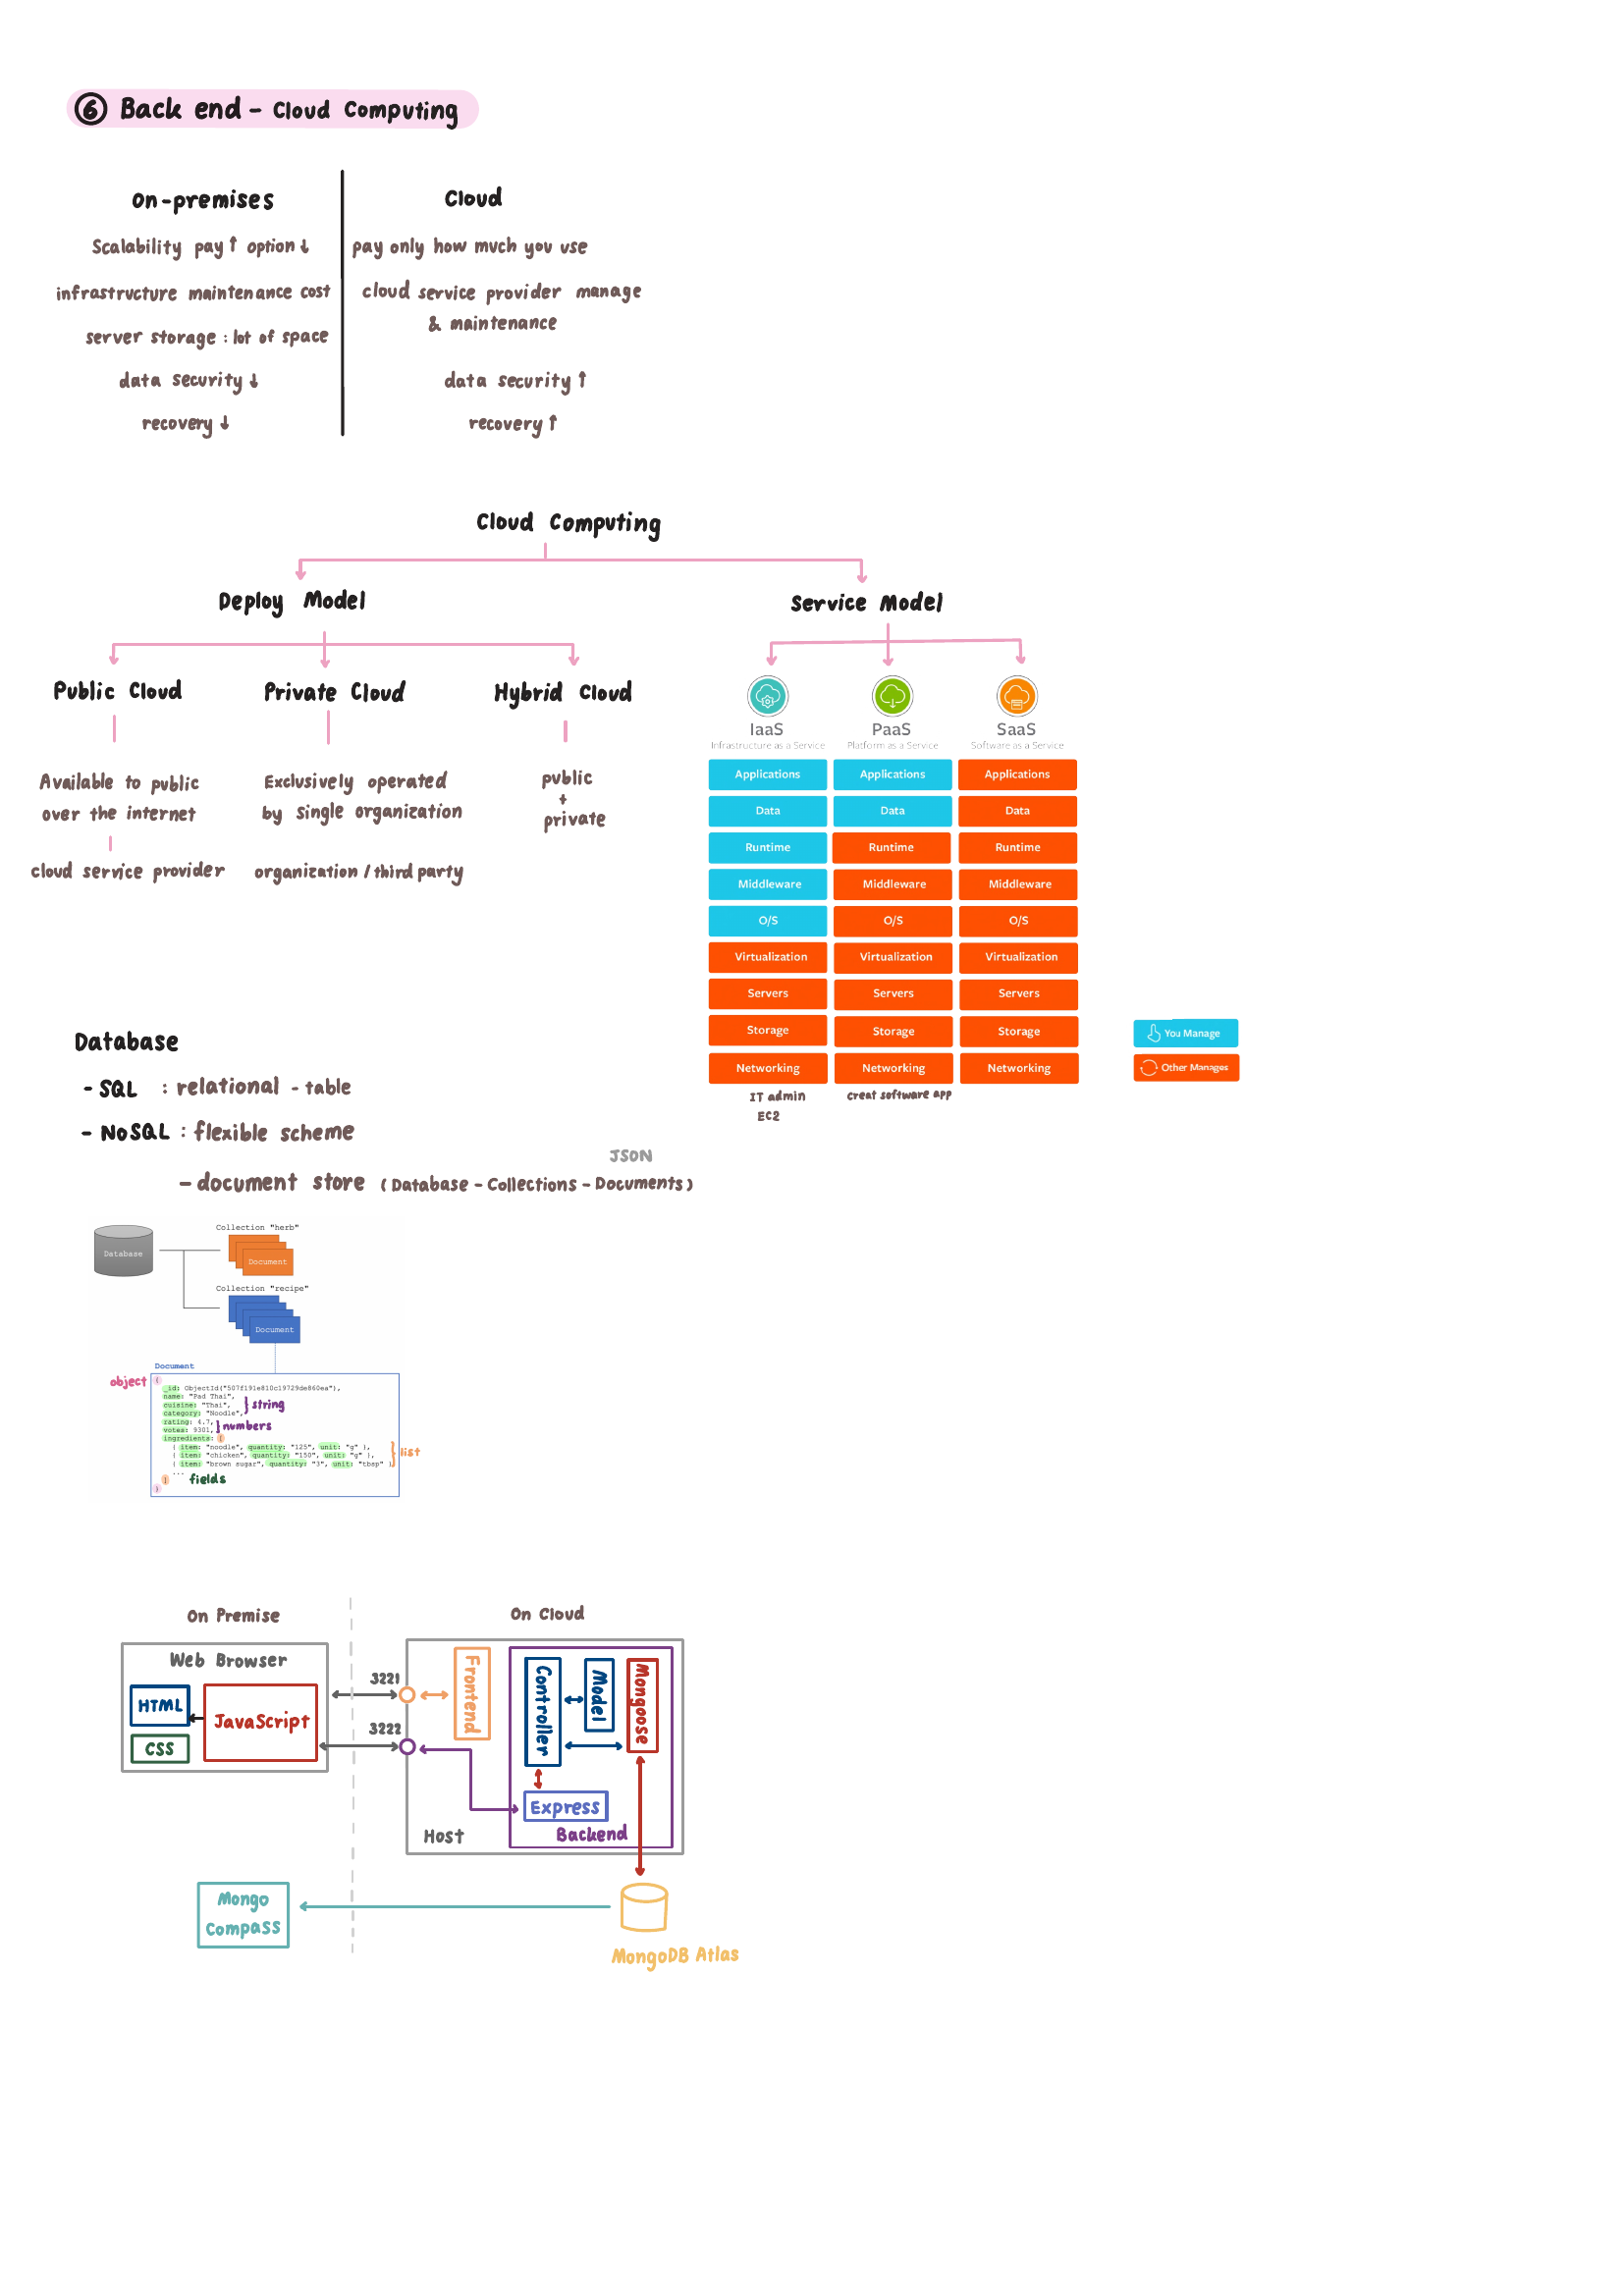 6 Back end - Cloud Computing
On-premises
Scalability pay↑ option↓
infrastructure maintenance cost
server storage : lot of space
data security ↓
recovery ↓
Cloud
pay only how much you use
cloud service provider manage
& maintenance
data security ↑
recovery ↑
Cloud Computing
Deploy Model
Public Cloud
Available to public
over the internet
cloud service provider
Private Cloud
Exclusively operated
by single organization
organization / third party
Hybrid Cloud
public
+
private
Service Model
IaaS
Infrastructure as a Service
Applications
Data
Runtime
Middleware
O/S
Virtualization
Servers
Storage
Networking
IT admin
EC2
PaaS
Platform as a Service
Applications
Data
Runtime
Middleware
O/S
Virtualization
Servers
Storage
Networking
Creat software app
SaaS
Software as a Service
Applications
Data
Runtime
Middleware
O/S
Virtualization
Servers
Storage
Networking
You Manage
Other Manages
Database
- SQL : relational - table
- NoSQL : flexible scheme
JSON
- document store (Database - Collections - Documents)
Database
Collection "herb"
Document
Collection "recipe"
Document
Document
object {
_id: ObjectId("507f191e810c19729de860ea"),
name: "Pad Thai",
cuisine: "Thai", } string
category: "Noodle",
rating: 4.7,
votes: 9301, } numbers
ingredients: [
{ item: "noodle", quantity: "125", unit: "g" },
{ item: "chicken", quantity: "150", unit: "g" }, } list
{ item: "brown sugar", quantity: "3", unit: "tbsp" }
...
] fields
}
On Premise
On Cloud
Web Browser
HTML
CSS
JavaScript
3221
3222
Frontend
Controller
Model
Mongoose
Express
Backend
Host
Mongo
Compass
MongoDB Atlas